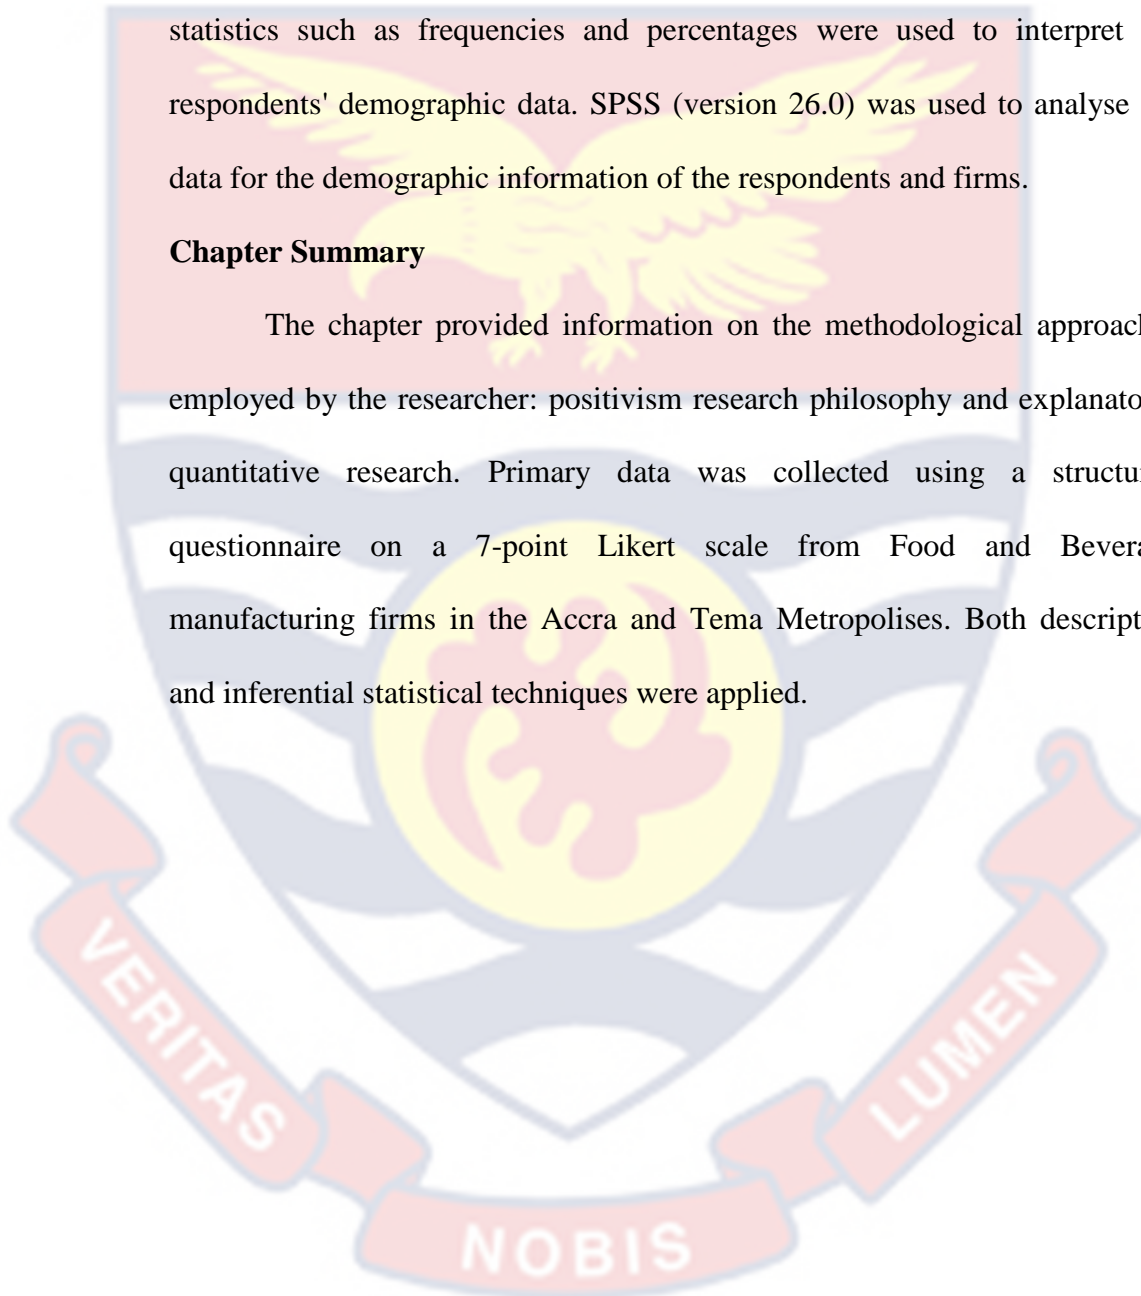 statistics such as frequencies and percentages were used to interpret
respondents' demographic data. SPSS (version 26.0) was used to analyse
data for the demographic information of the respondents and firms.
Chapter Summary
The chapter provided information on the methodological approach
employed by the researcher: positivism research philosophy and explanato
quantitative research. Primary data was collected using a structu
questionnaire on a 7-point Likert scale from Food and Bevera
manufacturing firms in the Accra and Tema Metropolises. Both descript
and inferential statistical techniques were applied.
VERITAS
NOBIS
LUMEN